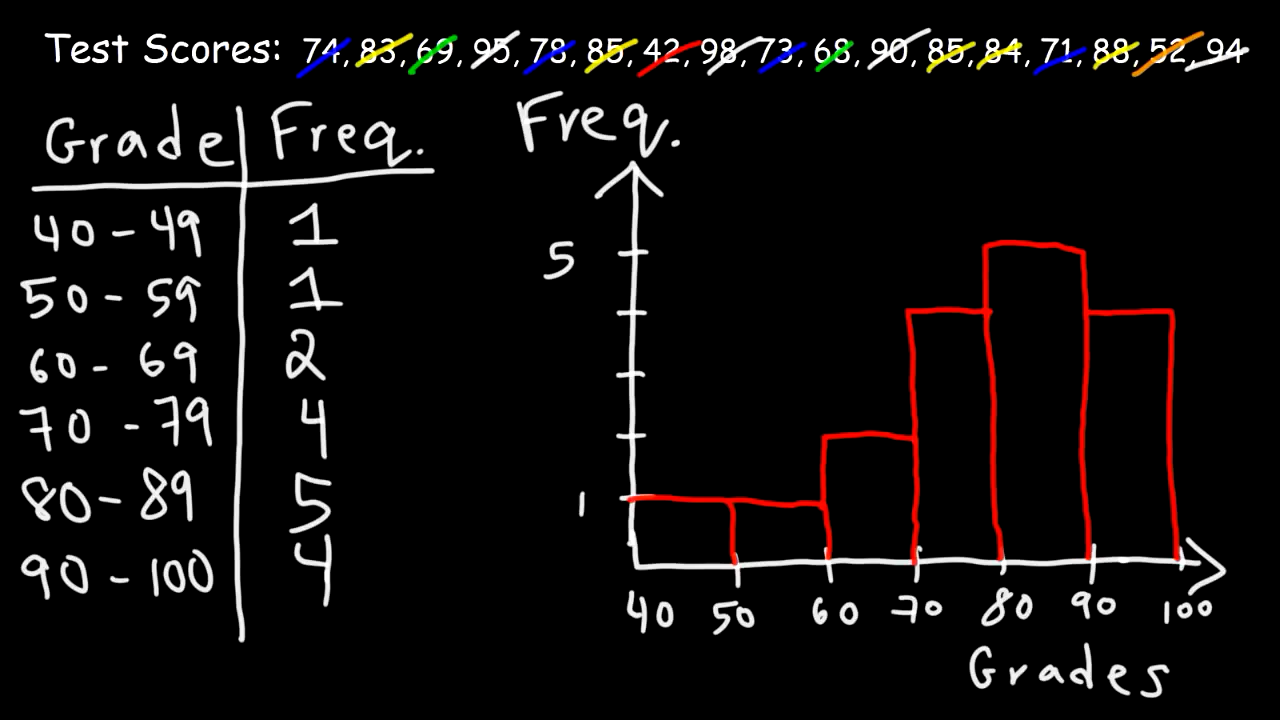 Test Scores: 74, 83, 69, 95, 78, 85, 42, 98, 73, 68, 90, 85, 84, 71, 88, 52, 94
Grade Freq.
40 - 49 1
50 - 59 1
60 - 69 2
70 - 79 4
80 - 89 5
90 - 100 4
Freq.
5
1
40 50 60 70 80 90 100
Grades